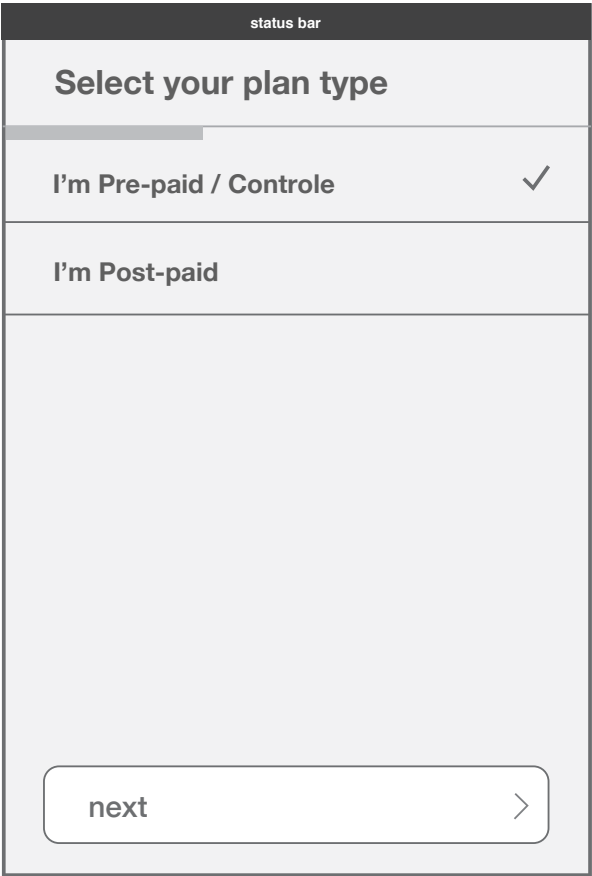 status bar
Select your plan type
I’m Pre-paid / Controle
I’m Post-paid
next